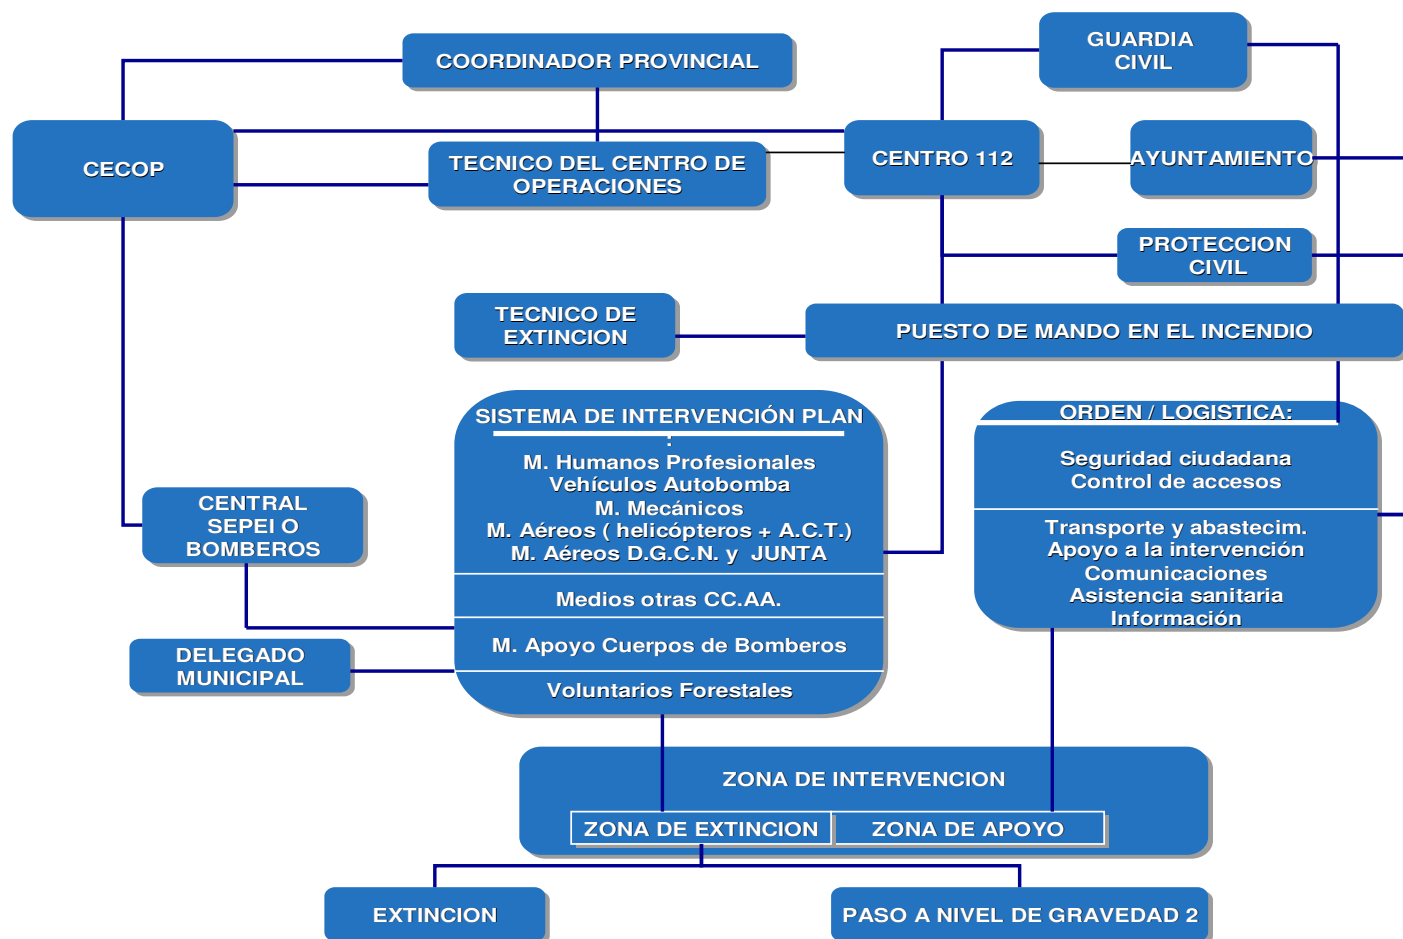 GUARDIA
CIVIL
COORDINADOR PROVINCIAL
CECOP
TECNICO DEL CENTRO DE
OPERACIONES
CENTRO 112
AYUNTAMIENTO
PROTECCION
CIVIL
TECNICO DE
EXTINCION
PUESTO DE MANDO EN EL INCENDIO
SISTEMA DE INTERVENCIÓN PLAN
:
M. Humanos Profesionales
Vehículos Autobomba
M. Mecánicos
M. Aéreos ( helicópteros + A.C.T.)
M. Aéreos D.G.C.N. y JUNTA
Medios otras CC.AA.
M. Apoyo Cuerpos de Bomberos
Voluntarios Forestales
ORDEN / LOGISTICA:
Seguridad ciudadana
Control de accesos
Transporte y abastecim.
Apoyo a la intervención
Comunicaciones
Asistencia sanitaria
Información
CENTRAL
SEPEI O
BOMBEROS
DELEGADO
MUNICIPAL
ZONA DE INTERVENCION
ZONA DE EXTINCION
ZONA DE APOYO
EXTINCION
PASO A NIVEL DE GRAVEDAD 2